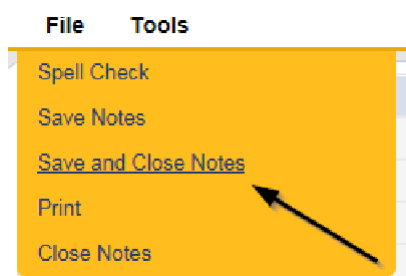 File Tools
Spell Check
Save Notes
Save and Close Notes
Print
Close Notes